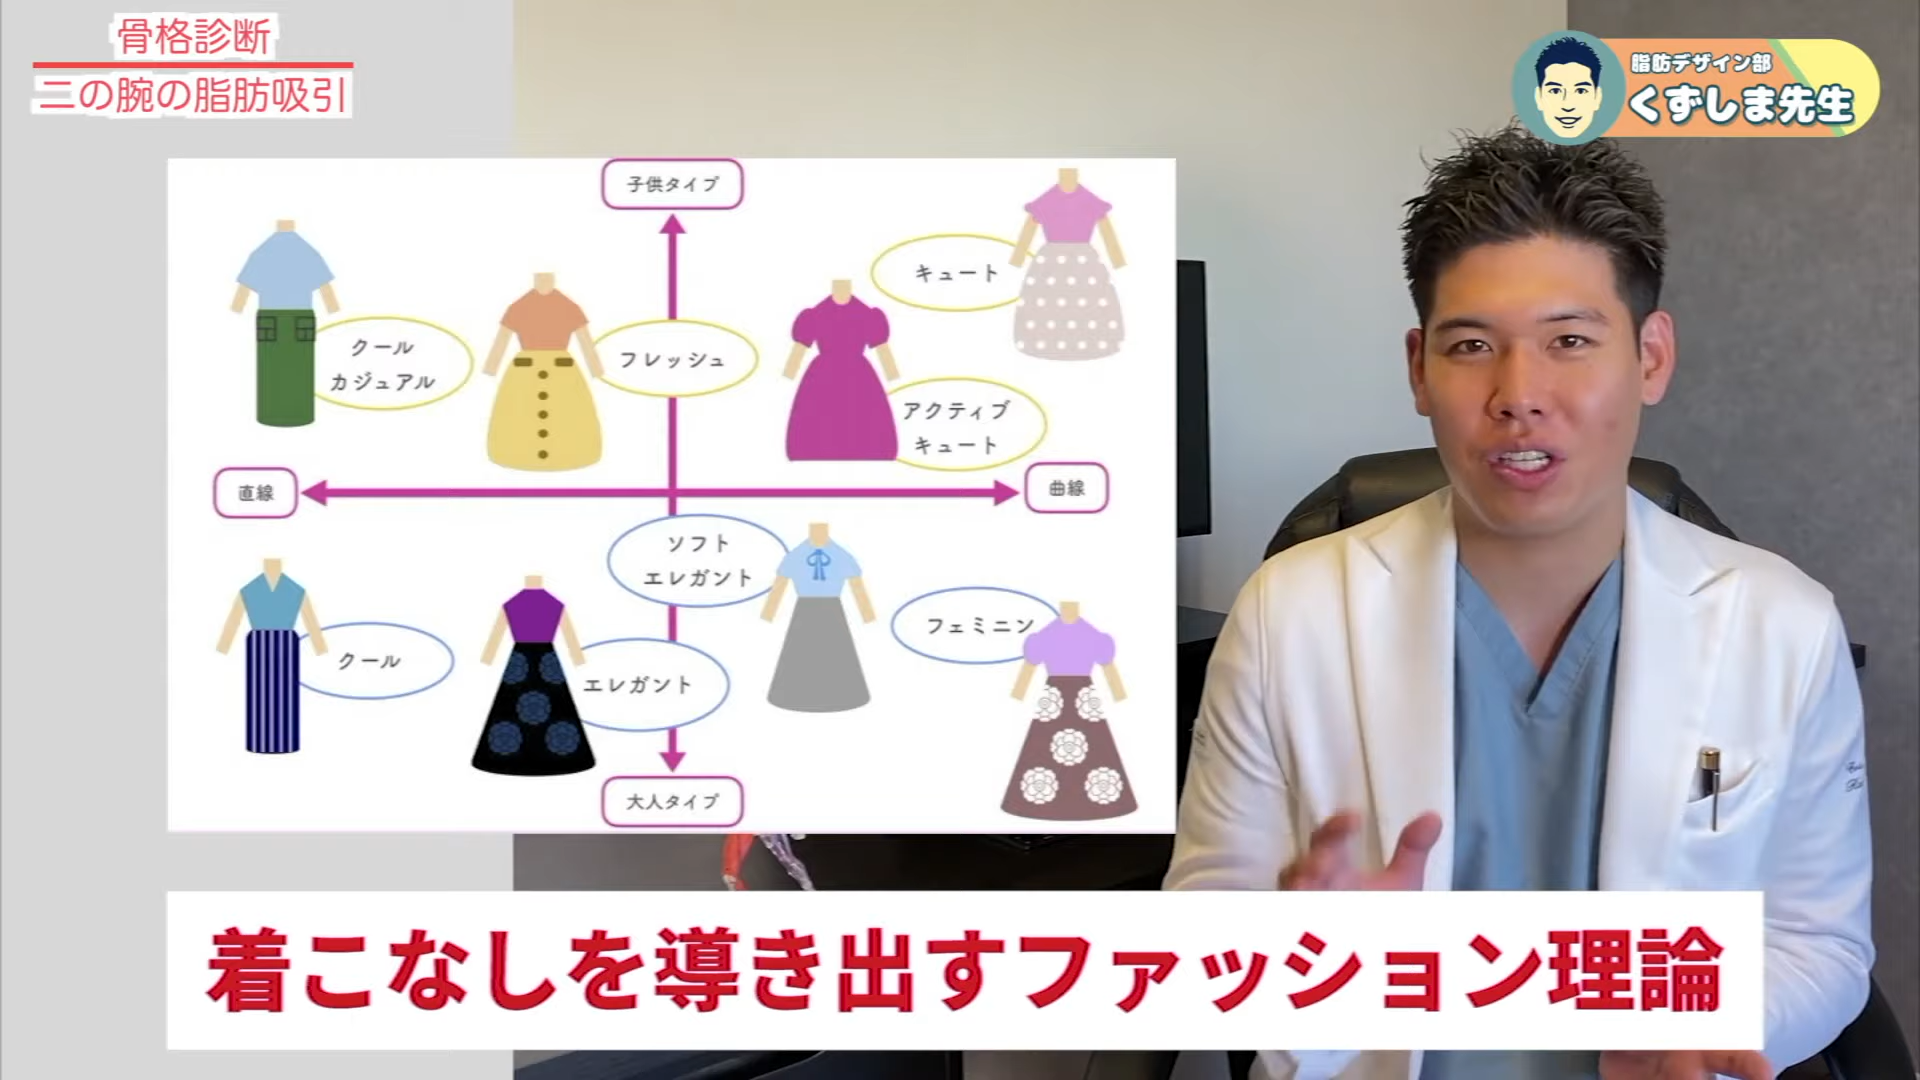 骨格診断
二の腕の脂肪吸引
脂肪デザイン部
くずしま先生
子供タイプ
キュート
クール
カジュアル
フレッシュ
アクティブ
キュート
直線
曲線
ソフト
エレガント
フェミニン
クール
エレガント
大人タイプ
着こなしを導き出すファッション理論